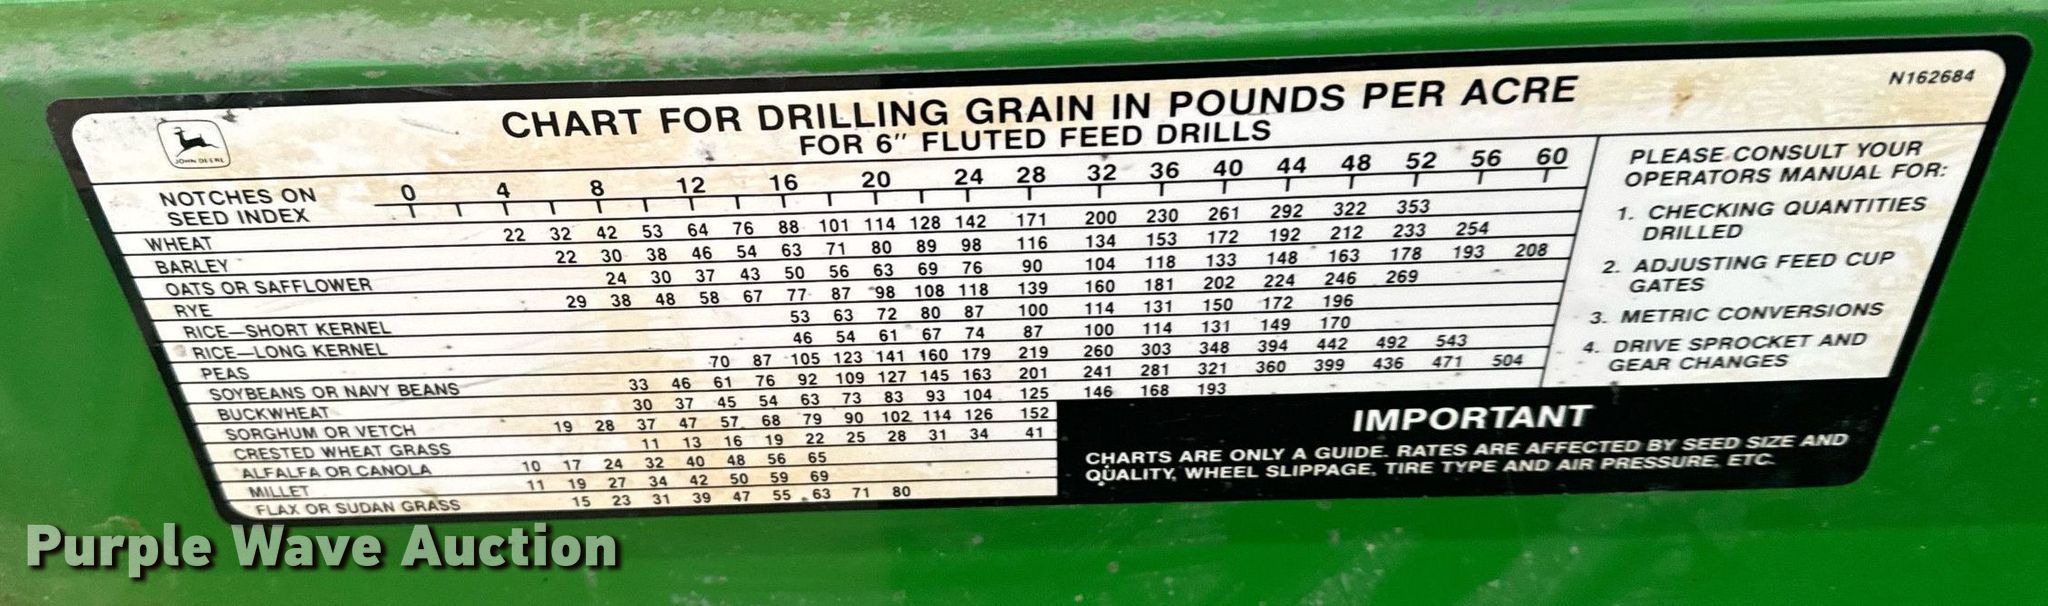 N162684
JOHN DEERE
CHART FOR DRILLING GRAIN IN POUNDS PER ACRE
FOR 6" FLUTED FEED DRILLS
NOTCHES ON SEED INDEX 0 4 8 12 16 20 24 28 32 36 40 44 48 52 56 60
WHEAT 22 32 42 53 64 76 88 101 114 128 142 171 200 230 261 292 322 353
BARLEY 22 30 38 46 54 63 71 80 89 98 116 134 153 172 192 212 233 254
OATS OR SAFFLOWER 24 30 37 43 50 56 63 69 76 90 104 118 133 148 163 178 193 208
RYE 29 38 48 58 67 77 87 98 108 118 139 160 181 202 224 246 269
RICE—SHORT KERNEL 53 63 72 80 87 100 114 131 150 172 196
RICE—LONG KERNEL 46 54 61 67 74 87 100 114 131 149 170
PEAS 70 87 105 123 141 160 179 219 260 303 348 394 442 492 543
SOYBEANS OR NAVY BEANS 33 46 61 76 92 109 127 145 163 201 241 281 321 360 399 436 471 504
BUCKWHEAT 30 37 45 54 63 73 83 93 104 125 146 168 193
SORGHUM OR VETCH 19 28 37 47 57 68 79 90 102 114 126 152
CRESTED WHEAT GRASS 11 13 16 19 22 25 28 31 34 41
ALFALFA OR CANOLA 10 17 24 32 40 48 56 65
MILLET 11 19 27 34 42 50 59 69
FLAX OR SUDAN GRASS 15 23 31 39 47 55 63 71 80
PLEASE CONSULT YOUR
OPERATORS MANUAL FOR:
1. CHECKING QUANTITIES
DRILLED
2. ADJUSTING FEED CUP
GATES
3. METRIC CONVERSIONS
4. DRIVE SPROCKET AND
GEAR CHANGES
IMPORTANT
CHARTS ARE ONLY A GUIDE. RATES ARE AFFECTED BY SEED SIZE AND
QUALITY, WHEEL SLIPPAGE, TIRE TYPE AND AIR PRESSURE, ETC.
Purple Wave Auction